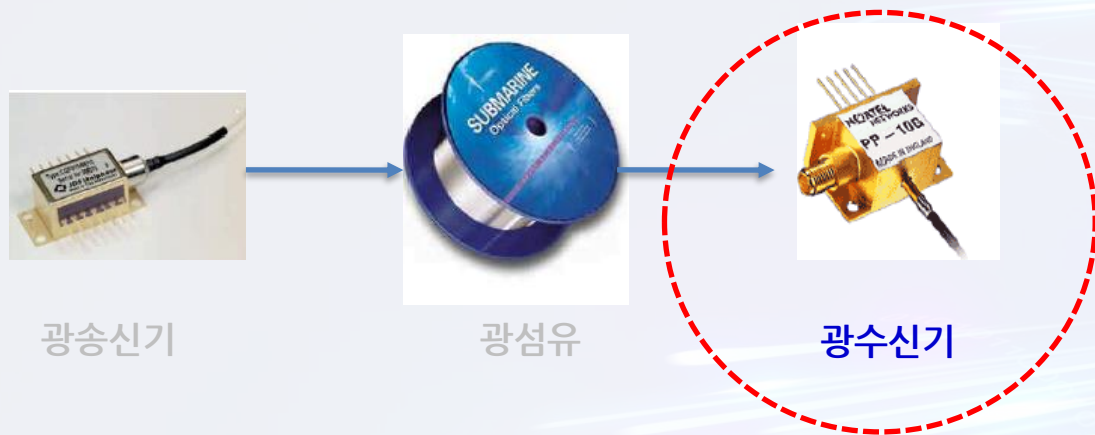 SUBMARINE
Optical Fibers
NORTEL
NETWORKS
PP-10G
MADE IN ENGLAND
광송신기
광섬유
광수신기